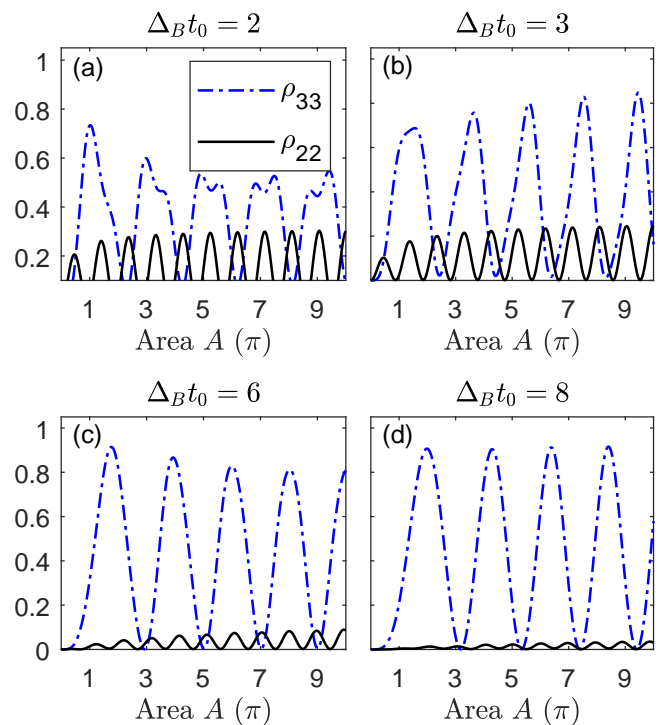 Δ_B t_0 = 2
Δ_B t_0 = 3
(a)
ρ_33
ρ_22
(b)
1
0.8
0.6
0.4
0.2
1 3 5 7 9
1 3 5 7 9
Area A (π)
Area A (π)
Δ_B t_0 = 6
Δ_B t_0 = 8
(c)
(d)
1
0.8
0.6
0.4
0.2
0
1 3 5 7 9
1 3 5 7 9
Area A (π)
Area A (π)